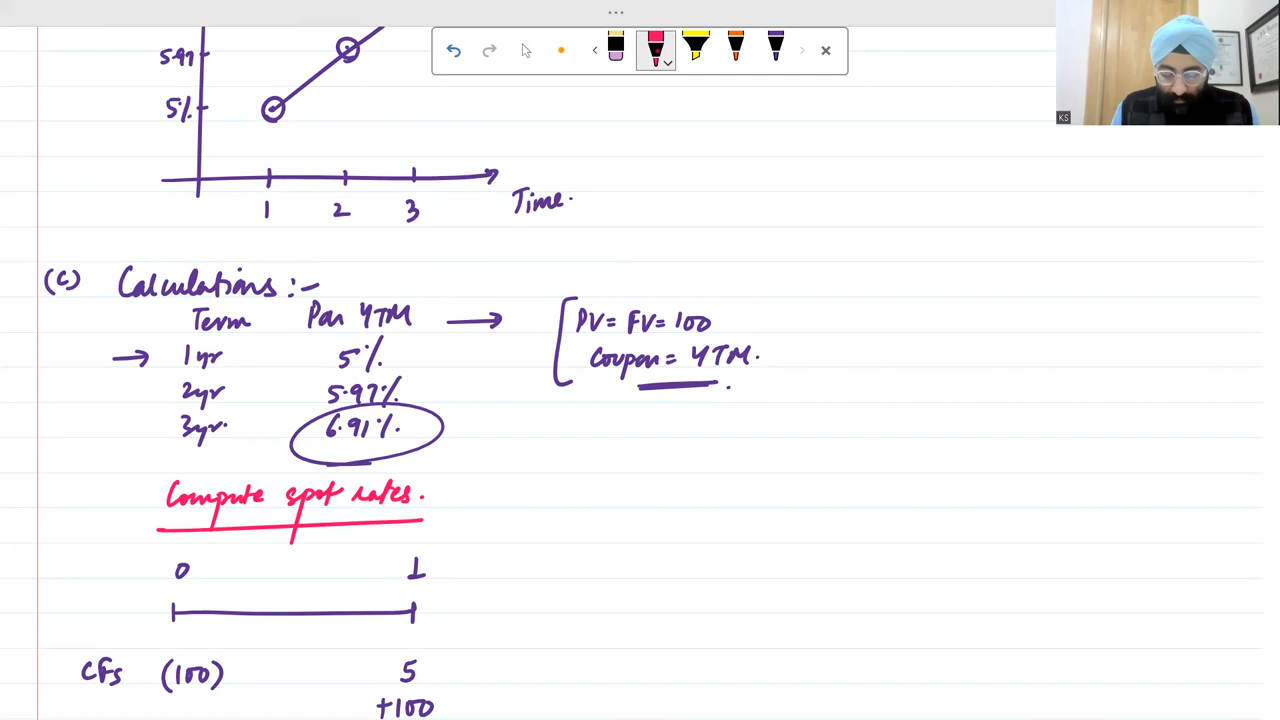 5.97
5%
1 2 3
Time.
(C) Calculations :-
Term Par YTM → PV = FV = 100
→ 1yr 5% Coupon = YTM.
2yr 5.97%
3yr. 6.91%.
Compute spot rates.
0 1
CFs (100) 5
+100
KS